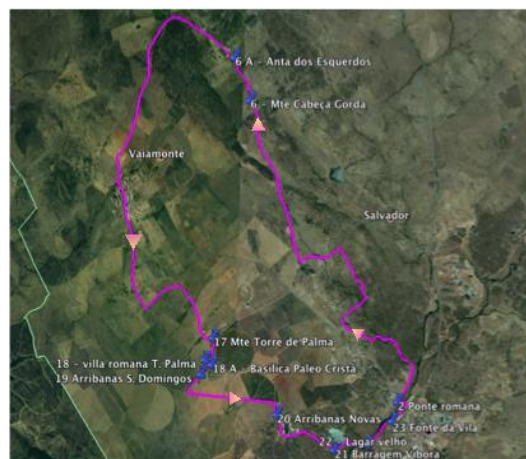 6 A - Anta dos Esquerdos
6 - Mte Cabeça Gorda
Vaiamonte
Salvador
17 Mte Torre de Palma
18 - villa romana T. Palma
18 A - Basilica Paleo Cristã
19 Arribanas S. Domingos
2 Ponte romana
20 Arribanas Novas
23 Fonte da Vila
22 - Lagar velho
21 Barragem Vibora